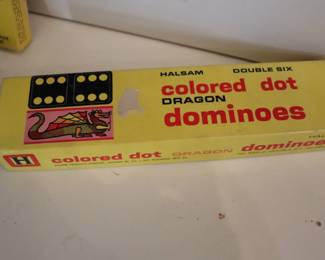 HALSAM DOUBLE SIX
colored dot
DRAGON
dominoes
H colored dot DRAGON dominoes